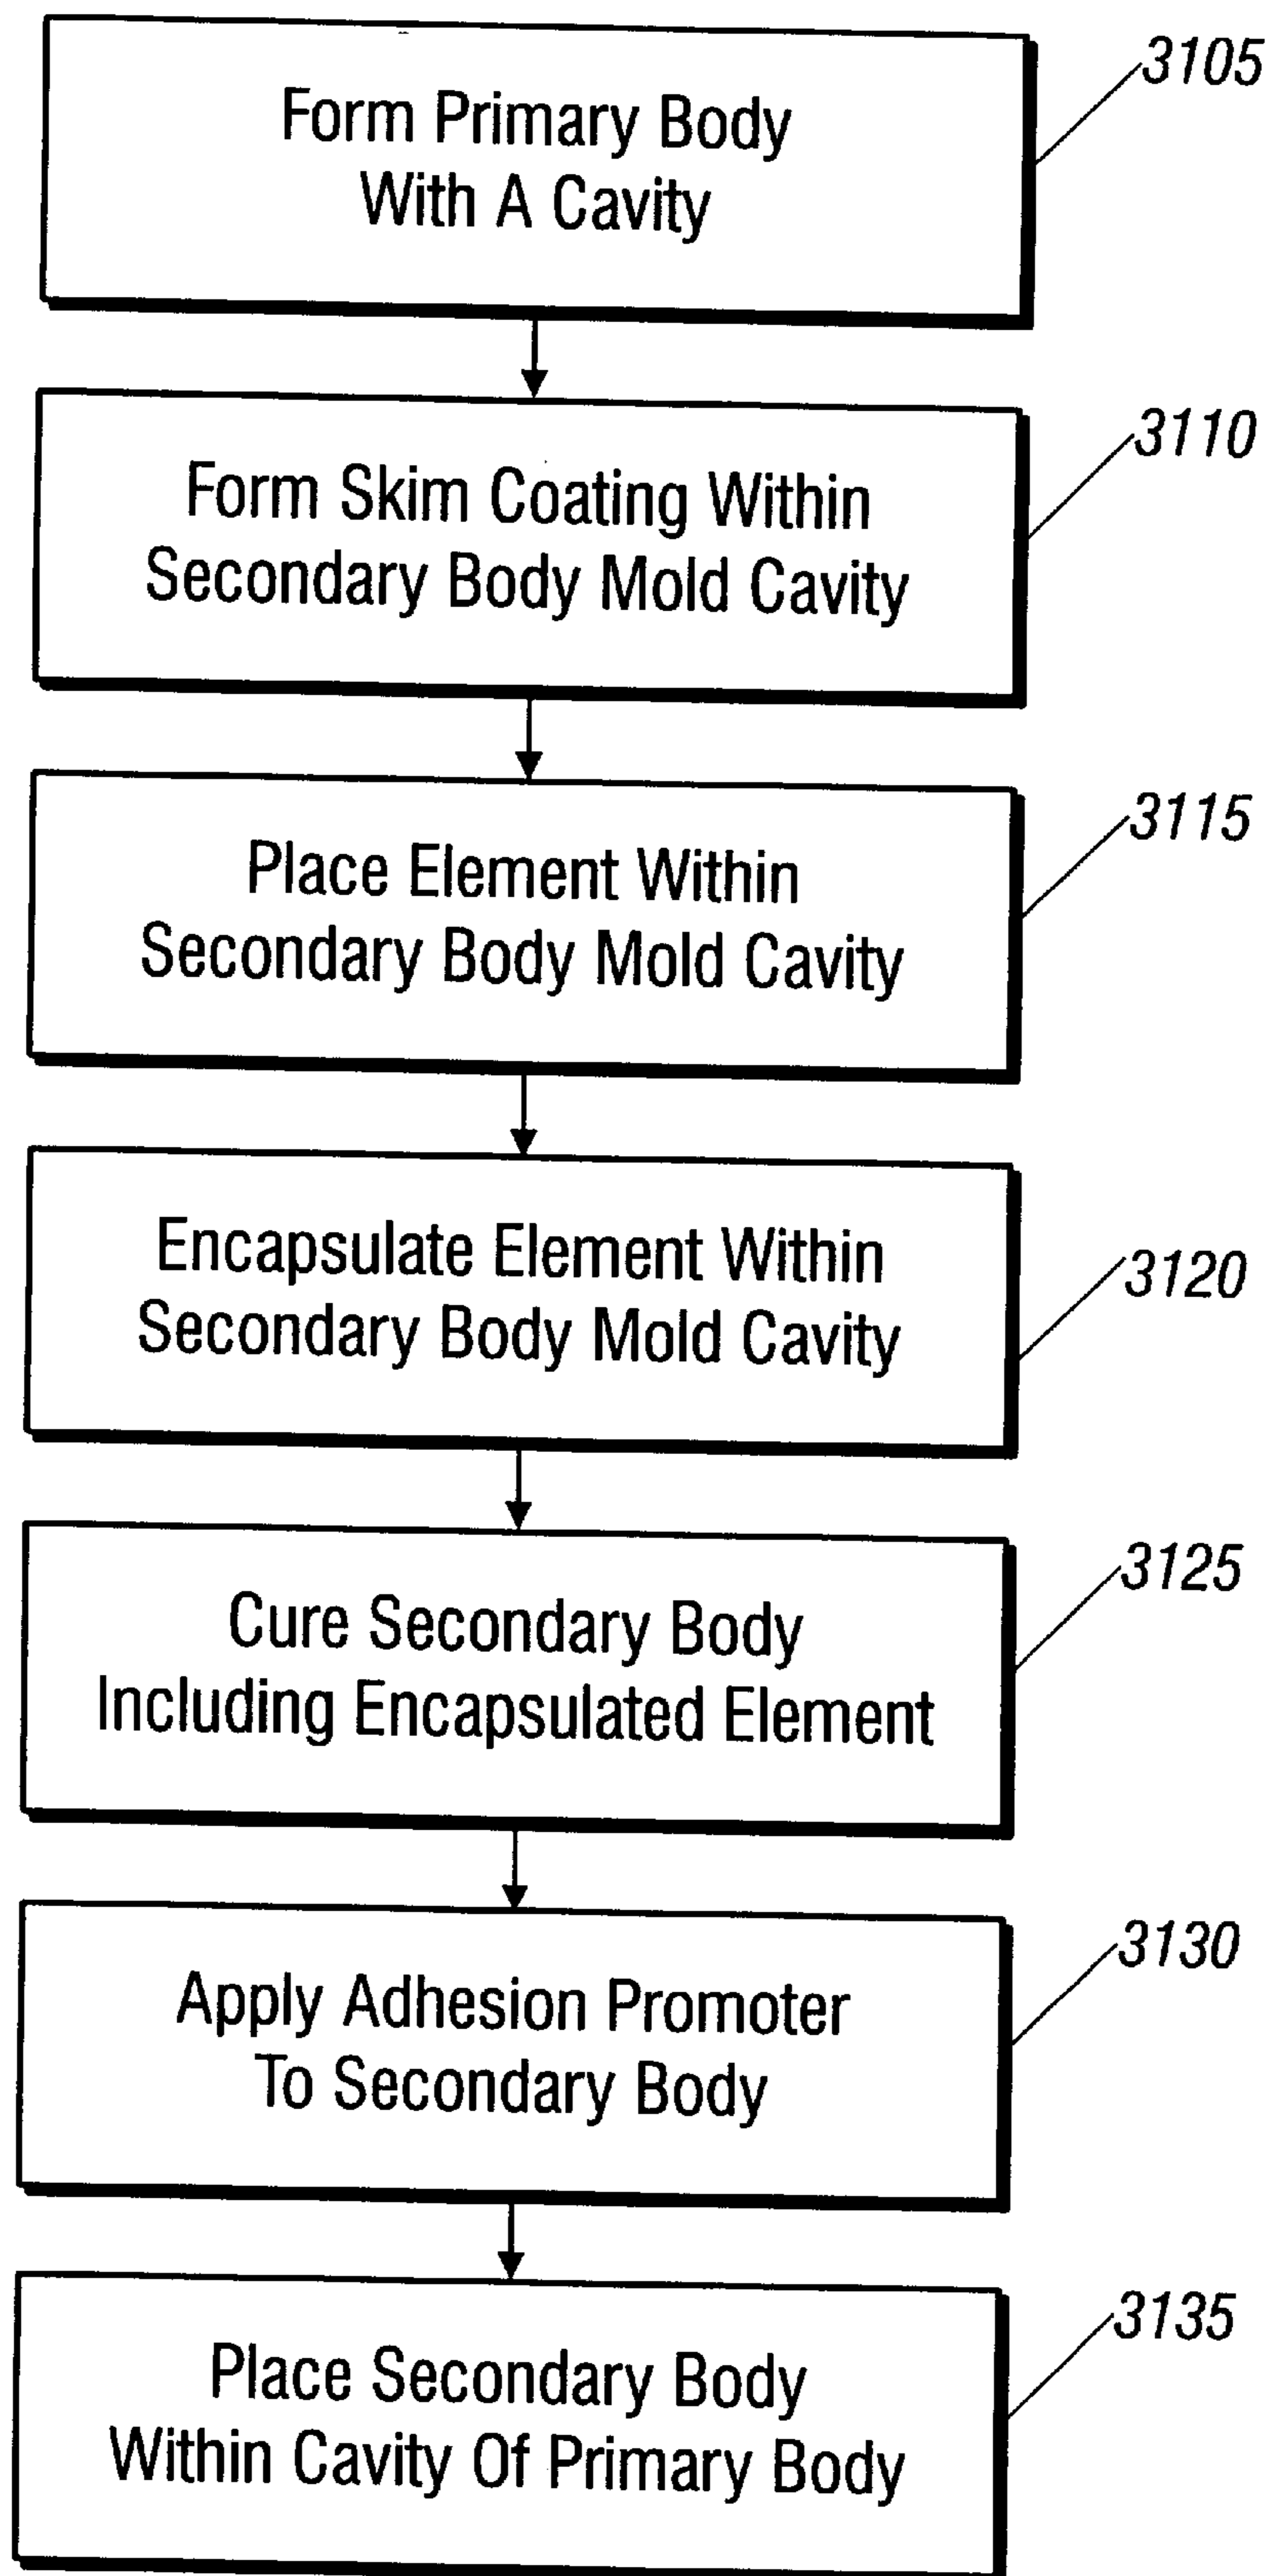 Form Primary Body
With A Cavity
3105
Form Skim Coating Within
Secondary Body Mold Cavity
3110
Place Element Within
Secondary Body Mold Cavity
3115
Encapsulate Element Within
Secondary Body Mold Cavity
3120
Cure Secondary Body
Including Encapsulated Element
3125
Apply Adhesion Promoter
To Secondary Body
3130
Place Secondary Body
Within Cavity Of Primary Body
3135